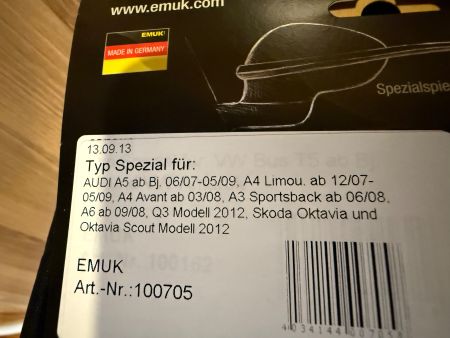 www.emuk.com
EMUK
MADE IN GERMANY
Spezialspie
13.09.13
Typ Spezial für:
AUDI A5 ab Bj. 06/07-05/09, A4 Limou. ab 12/07-
05/09, A4 Avant ab 03/08, A3 Sportsback ab 06/08,
A6 ab 09/08, Q3 Modell 2012, Skoda Oktavia und
Oktavia Scout Modell 2012
EMUK
Art.-Nr.:100705